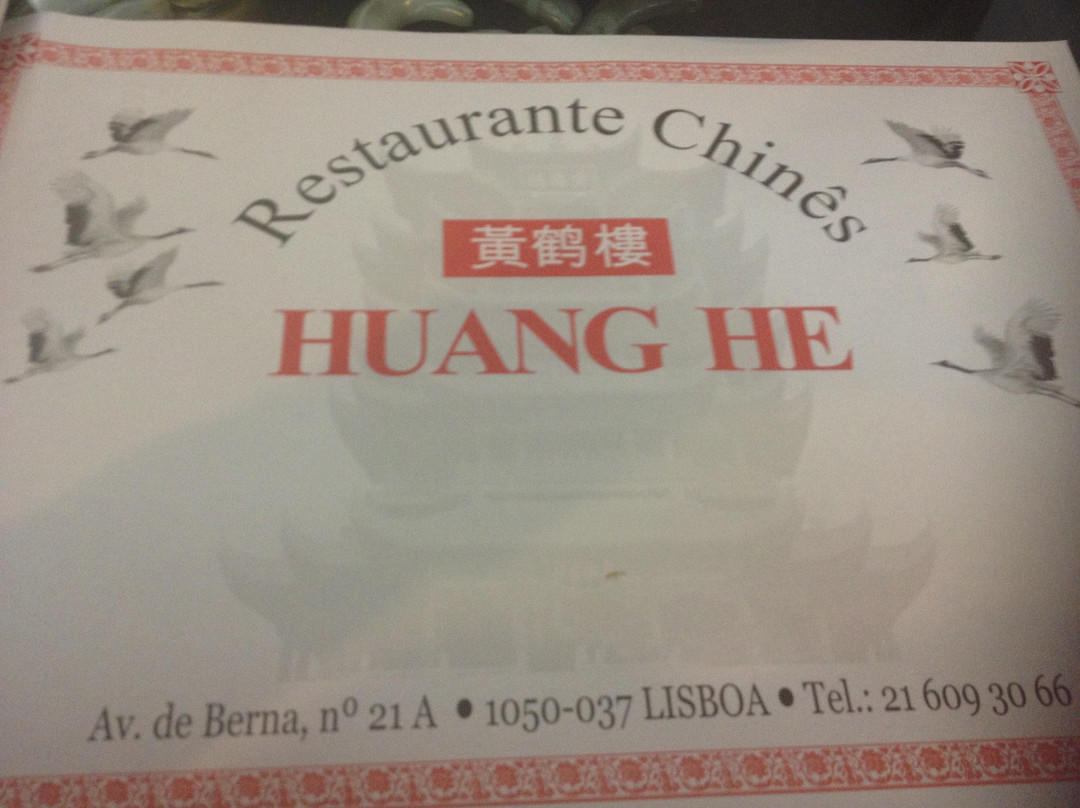 Restaurante Chinês
黃鹤樓
HUANG HE
Av. de Berna, nº 21 A • 1050-037 LISBOA • Tel.: 21 609 30 66